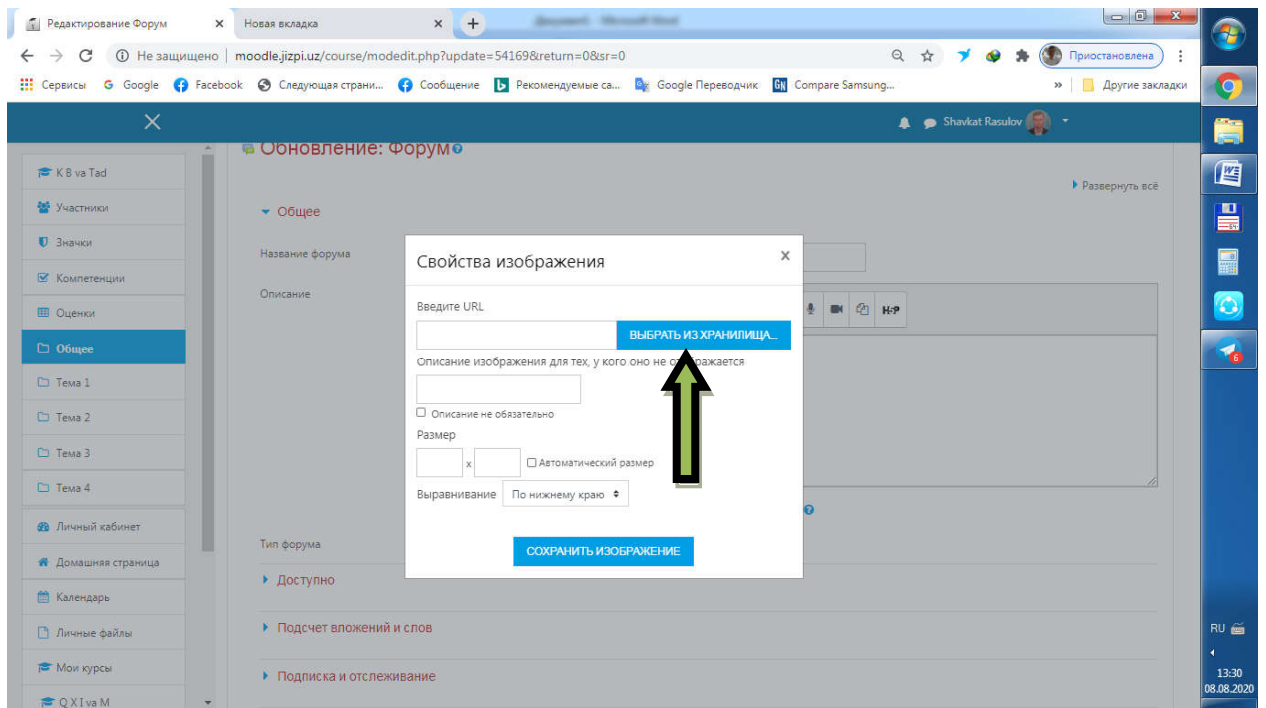 Редактирование Форум
Новая вкладка
Не защищено moodle.jizpi.uz/course/modedit.php?update=54169&return=0&sr=0
Приостановлена
Сервисы Google Facebook Следующая страни... Сообщение Рекомендуемые са... Google Переводчик Compare Samsung... » Другие закладки
Shavkat Rasulov
Обновление: Форум
K B va Tad
Развернуть всё
Участники
Общее
Значки
Название форума
Компетенции
Описание
Оценки
H5P
Общее
Тема 1
Тема 2
Тема 3
Тема 4
Личный кабинет
Тип форума
Домашняя страница
Доступно
Календарь
Подсчет вложений и слов
Личные файлы
Мои курсы
Подписка и отслеживание
Q X I va M
Свойства изображения
x
Введите URL
ВЫБРАТЬ ИЗ ХРАНИЛИЩА...
Описание изображения для тех, у кого оно не отображается
Описание не обязательно
Размер
x Автоматический размер
Выравнивание По нижнему краю
СОХРАНИТЬ ИЗОБРАЖЕНИЕ
6
RU
13:30
08.08.2020